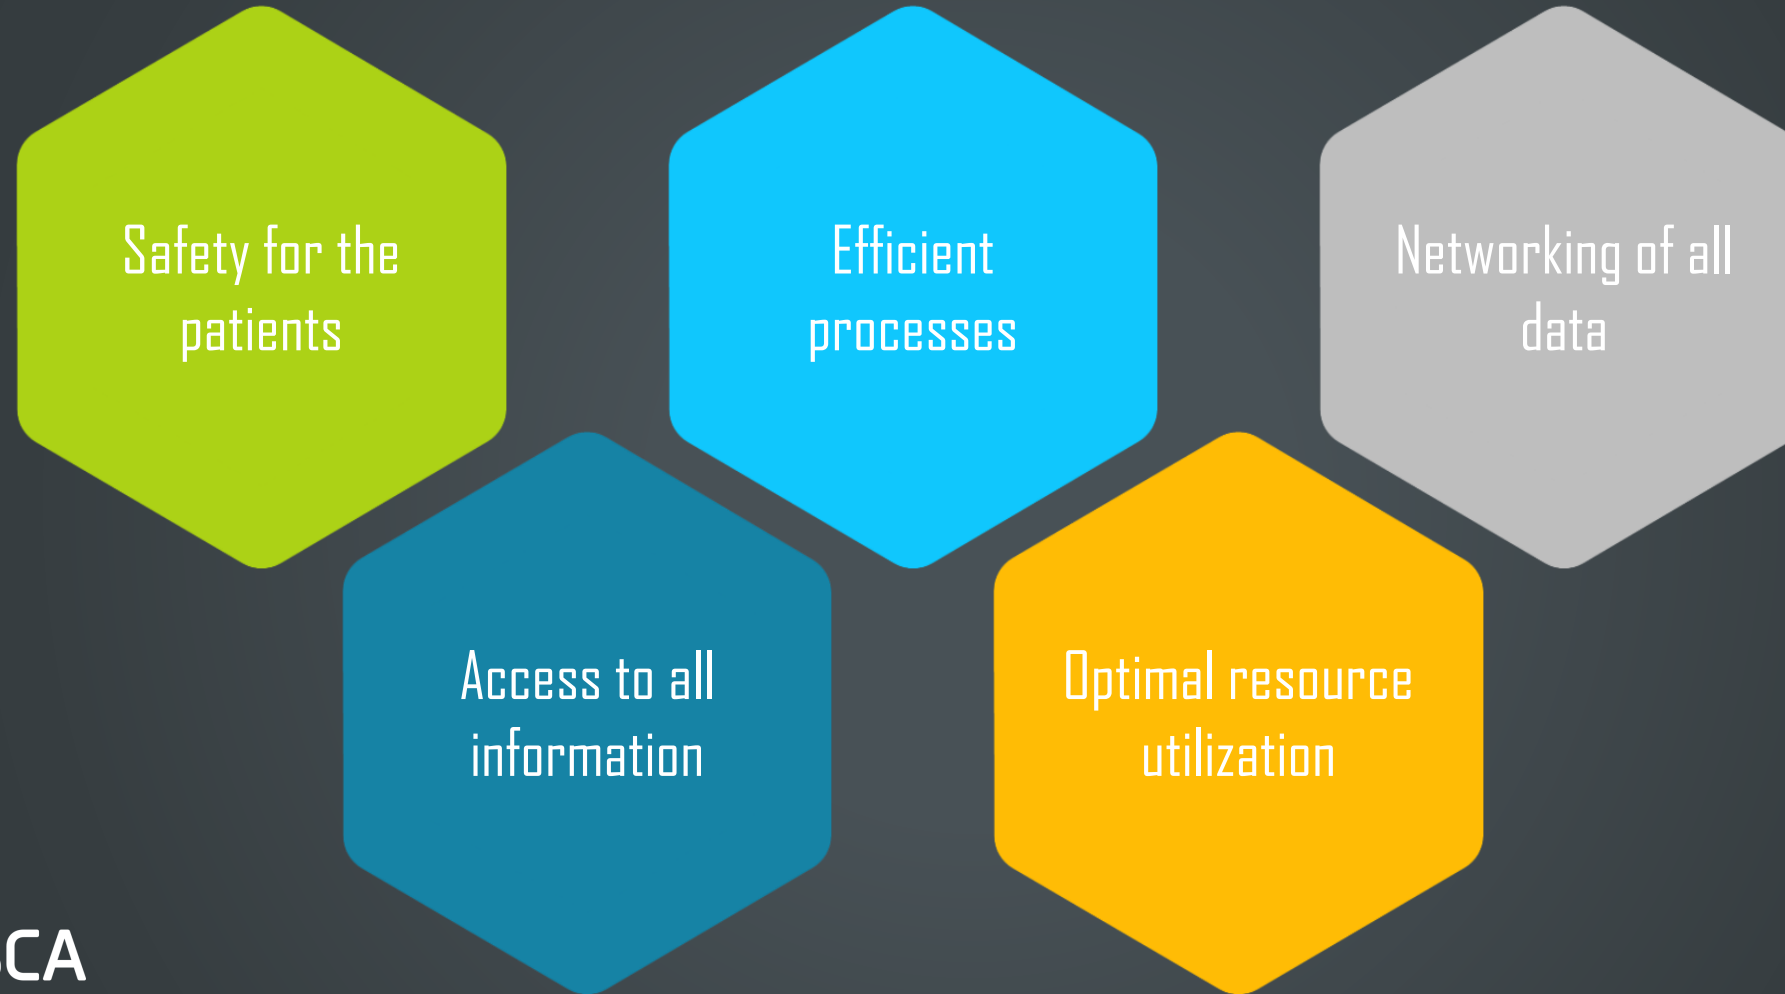 Safety for the
patients
Efficient
processes
Networking of all
data
Access to all
information
Optimal resource
utilization
CA